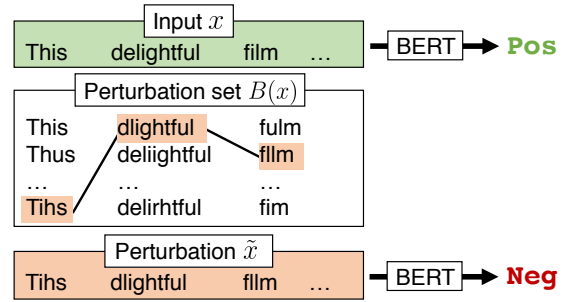 Input x
This delightful film …
BERT
Pos
Perturbation set B(x)
This dlightful fulm
Thus deliightful fllm
… … …
Tihs delirhtful fim
Perturbation x̃
Tihs dlightful fllm …
BERT
Neg